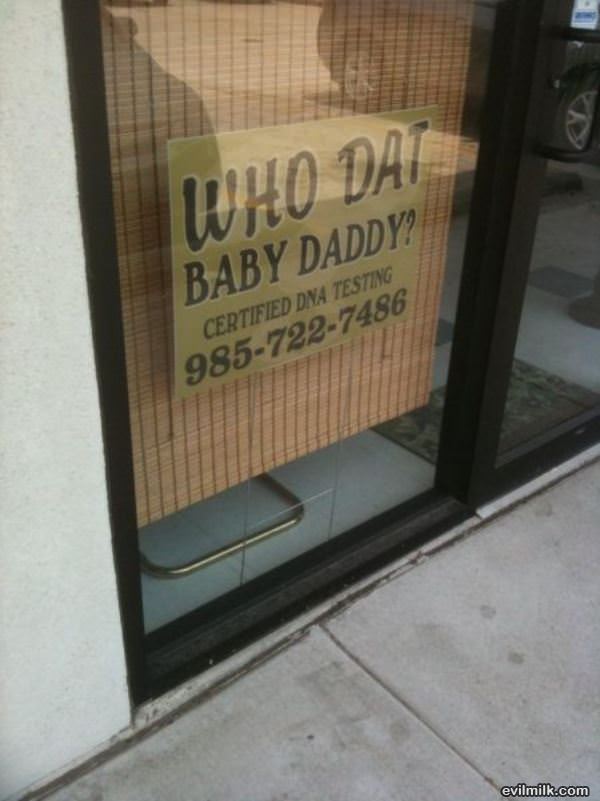 WHO DAT
BABY DADDY?
CERTIFIED DNA TESTING
985-722-7486
evilmilk.com